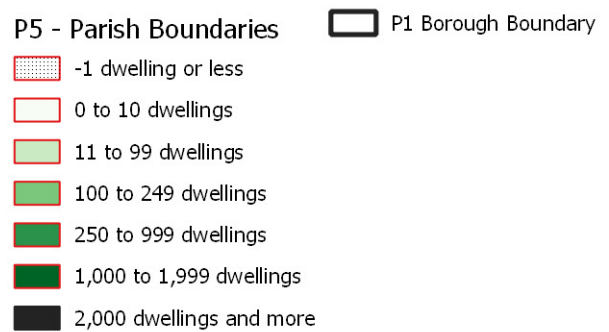 P5 - Parish Boundaries
P1 Borough Boundary
-1 dwelling or less
0 to 10 dwellings
11 to 99 dwellings
100 to 249 dwellings
250 to 999 dwellings
1,000 to 1,999 dwellings
2,000 dwellings and more